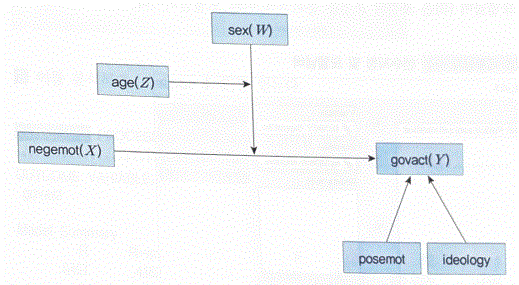 sex(W)
age(Z)
negemot(X)
govact(Y)
posemot
ideology